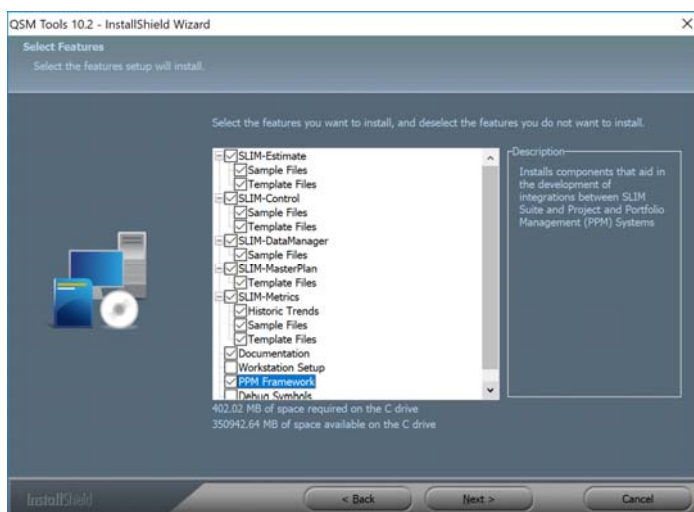 QSM Tools 10.2 - InstallShield Wizard
Select Features
Select the features setup will install.
Select the features you want to install, and deselect the features you do not want to install.
SLIM-Estimate
Sample Files
Template Files
SLIM-Control
Sample Files
Template Files
SLIM-DataManager
Sample Files
SLIM-MasterPlan
Template Files
SLIM-Metrics
Historic Trends
Sample Files
Template Files
Documentation
Workstation Setup
PPM Framework
Debug Symbols
Description
Installs components that aid in
the development of
integrations between SLIM
Suite and Project and Portfolio
Management (PPM) Systems
402.02 MB of space required on the C drive
350942.64 MB of space available on the C drive
InstallShield
< Back
Next >
Cancel